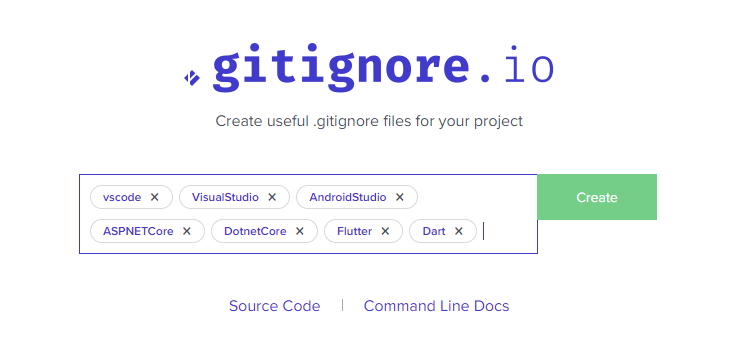 .gitignore.io
Create useful .gitignore files for your project
vscode × VisualStudio × AndroidStudio ×
Create
ASPNETCore × DotnetCore × Flutter × Dart ×
Source Code | Command Line Docs